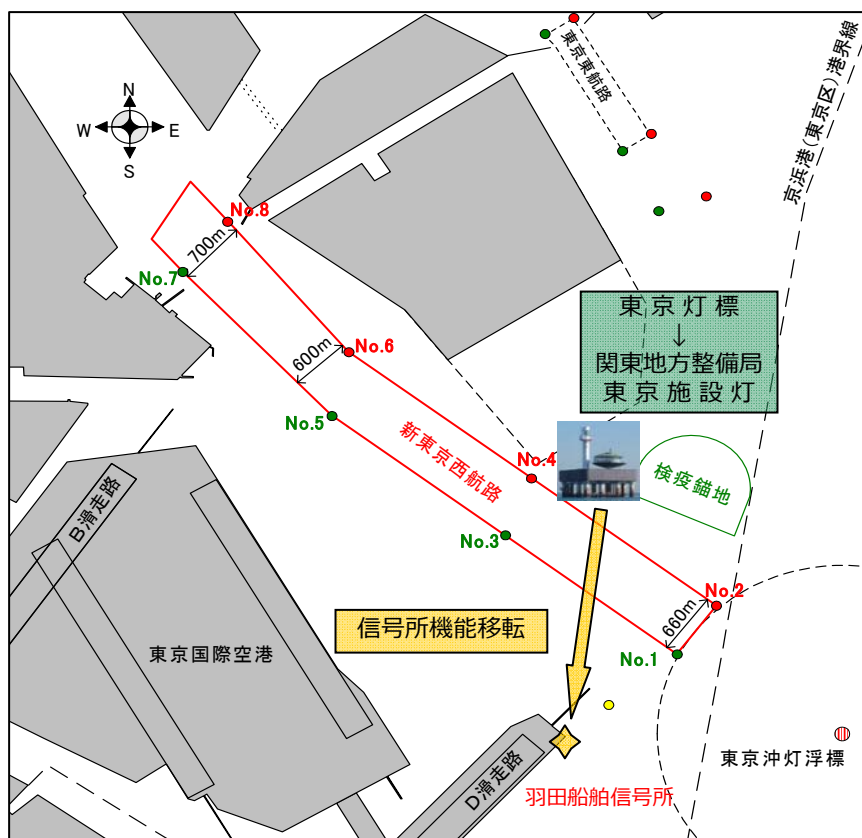 東京東航路
京浜港(東京区)港界線
N
W
E
S
No.8
700m
No.7
東京灯標
↓
関東地方整備局
東京施設灯
No.6
600m
No.5
新東京西航路
No.4
検疫錨地
B滑走路
No.3
No.2
660m
信号所機能移転
東京国際空港
No.1
東京沖灯浮標
D滑走路
羽田船舶信号所